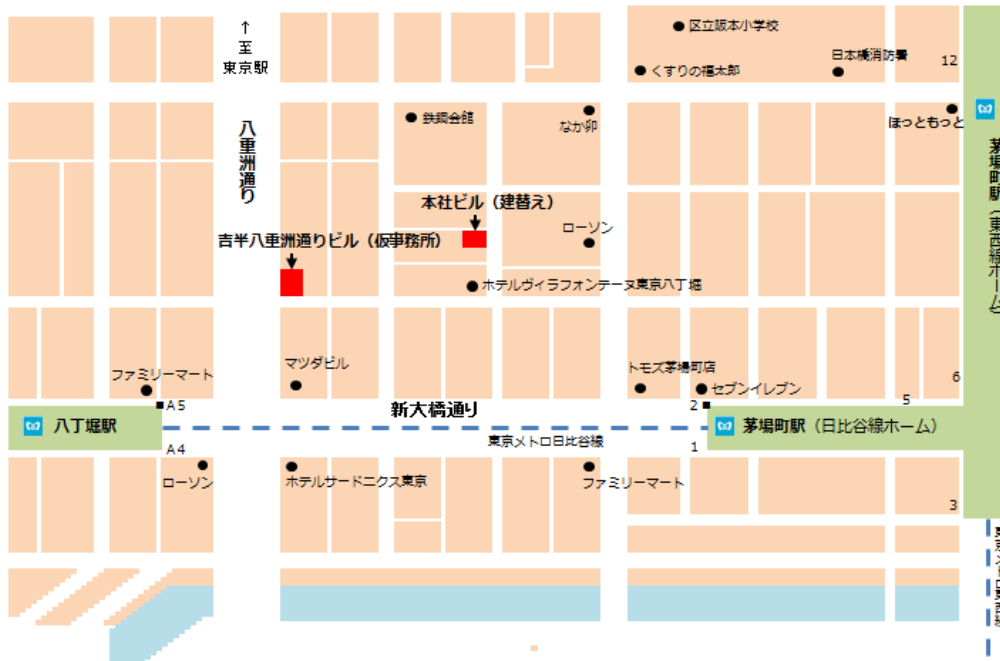 ↑
至
東京駅
区立阪本小学校
くすりの福太郎
日本橋消防署
12
八重洲通り
鉄鋼会館
なか卯
ほっともっと
茅場町駅(東西線ホーム)
本社ビル(建替え)
吉半八重洲通りビル(仮事務所)
ローソン
ホテルヴィラフォンテーヌ東京八丁堀
ファミリーマート
マツダビル
トモズ茅場町店
セブンイレブン
6
5
A5
新大橋通り
2
八丁堀駅
茅場町駅(日比谷線ホーム)
東京メトロ日比谷線
A4
1
ローソン
ホテルサードニクス東京
ファミリーマート
3
東京メトロ東西線